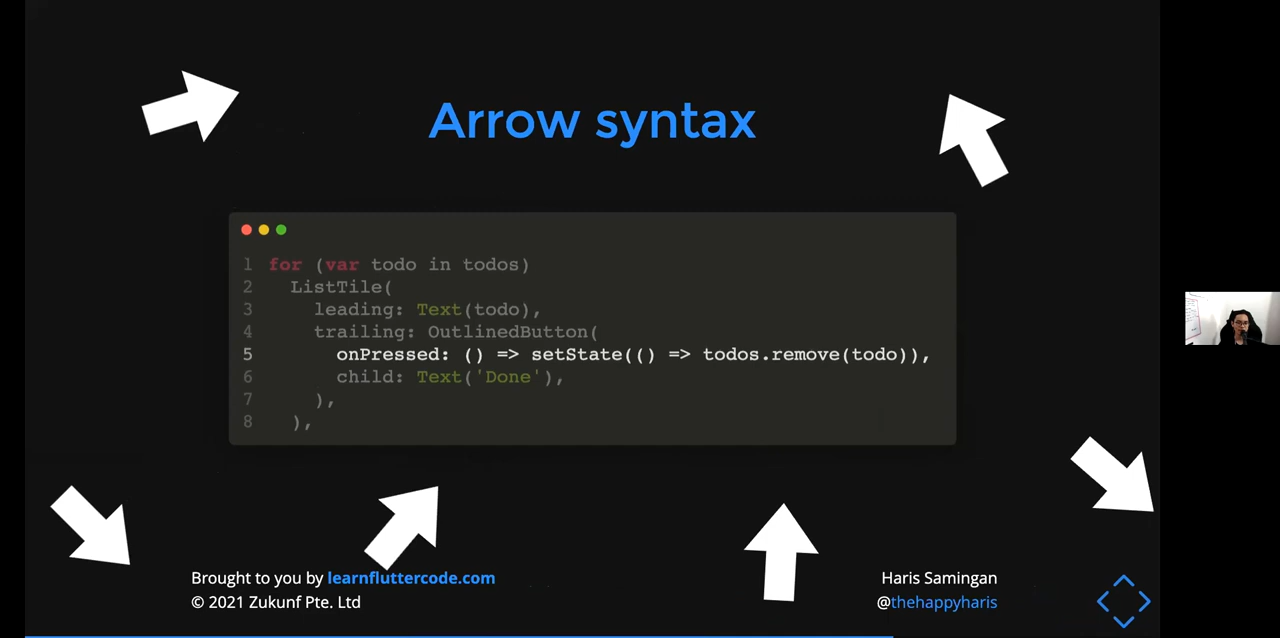 Arrow syntax
1 for (var todo in todos)
2   ListTile(
3     leading: Text(todo),
4     trailing: OutlinedButton(
5       onPressed: () => setState(() => todos.remove(todo)),
6       child: Text('Done'),
7     ),
8   ),
Brought to you by learnfluttercode.com
© 2021 Zukunf Pte. Ltd
Haris Samingan
@thehappyharis